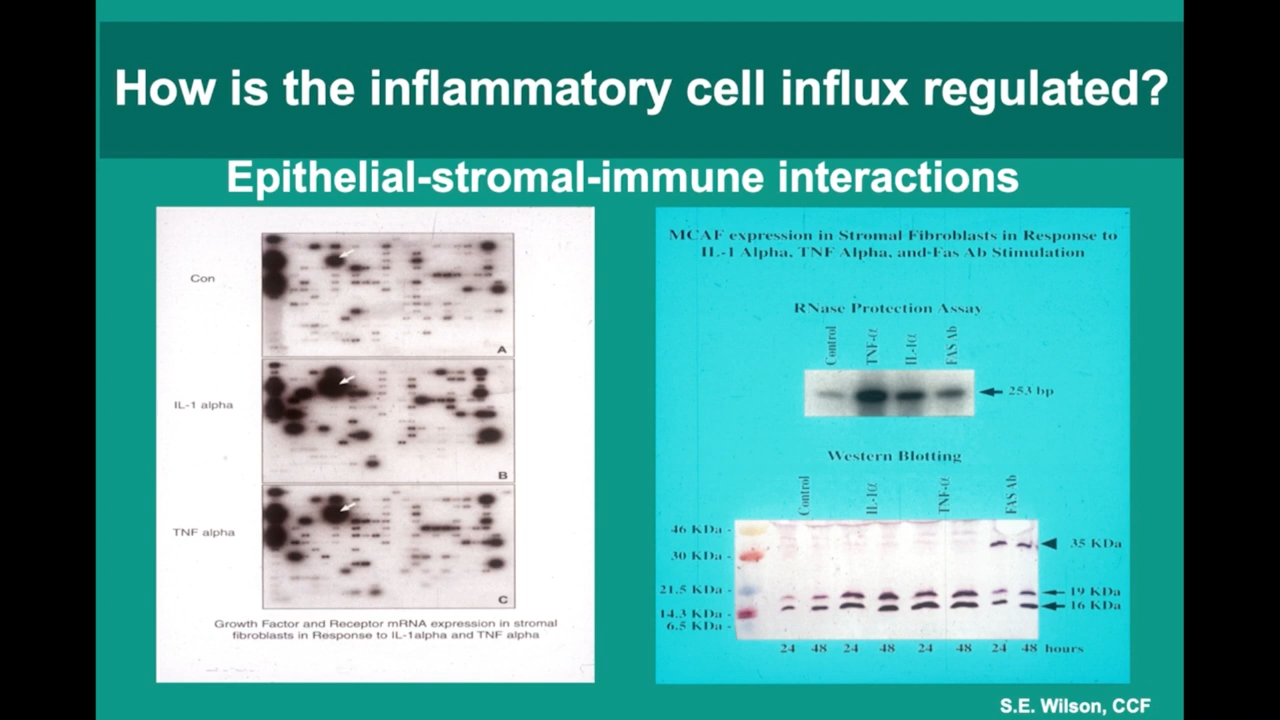 How is the inflammatory cell influx regulated?
Epithelial-stromal-immune interactions
Con
A
IL-1 alpha
B
TNF alpha
C
Growth Factor and Receptor mRNA expression in stromal
fibroblasts in Response to IL-1alpha and TNF alpha
MCAF expression in Stromal Fibroblasts in Response to
IL-1 Alpha, TNF Alpha, and-Fas Ab Stimulation
RNase Protection Assay
Control
TNF-α
IL-1α
FAS Ab
253 bp
Western Blotting
Control
IL-1α
TNF-α
FAS Ab
46 KDa -
30 KDa -
21.5 KDa -
14.3 KDa -
6.5 KDa -
35 KDa
19 KDa
16 KDa
24 48 24 48 24 48 24 48 hours
S.E. Wilson, CCF